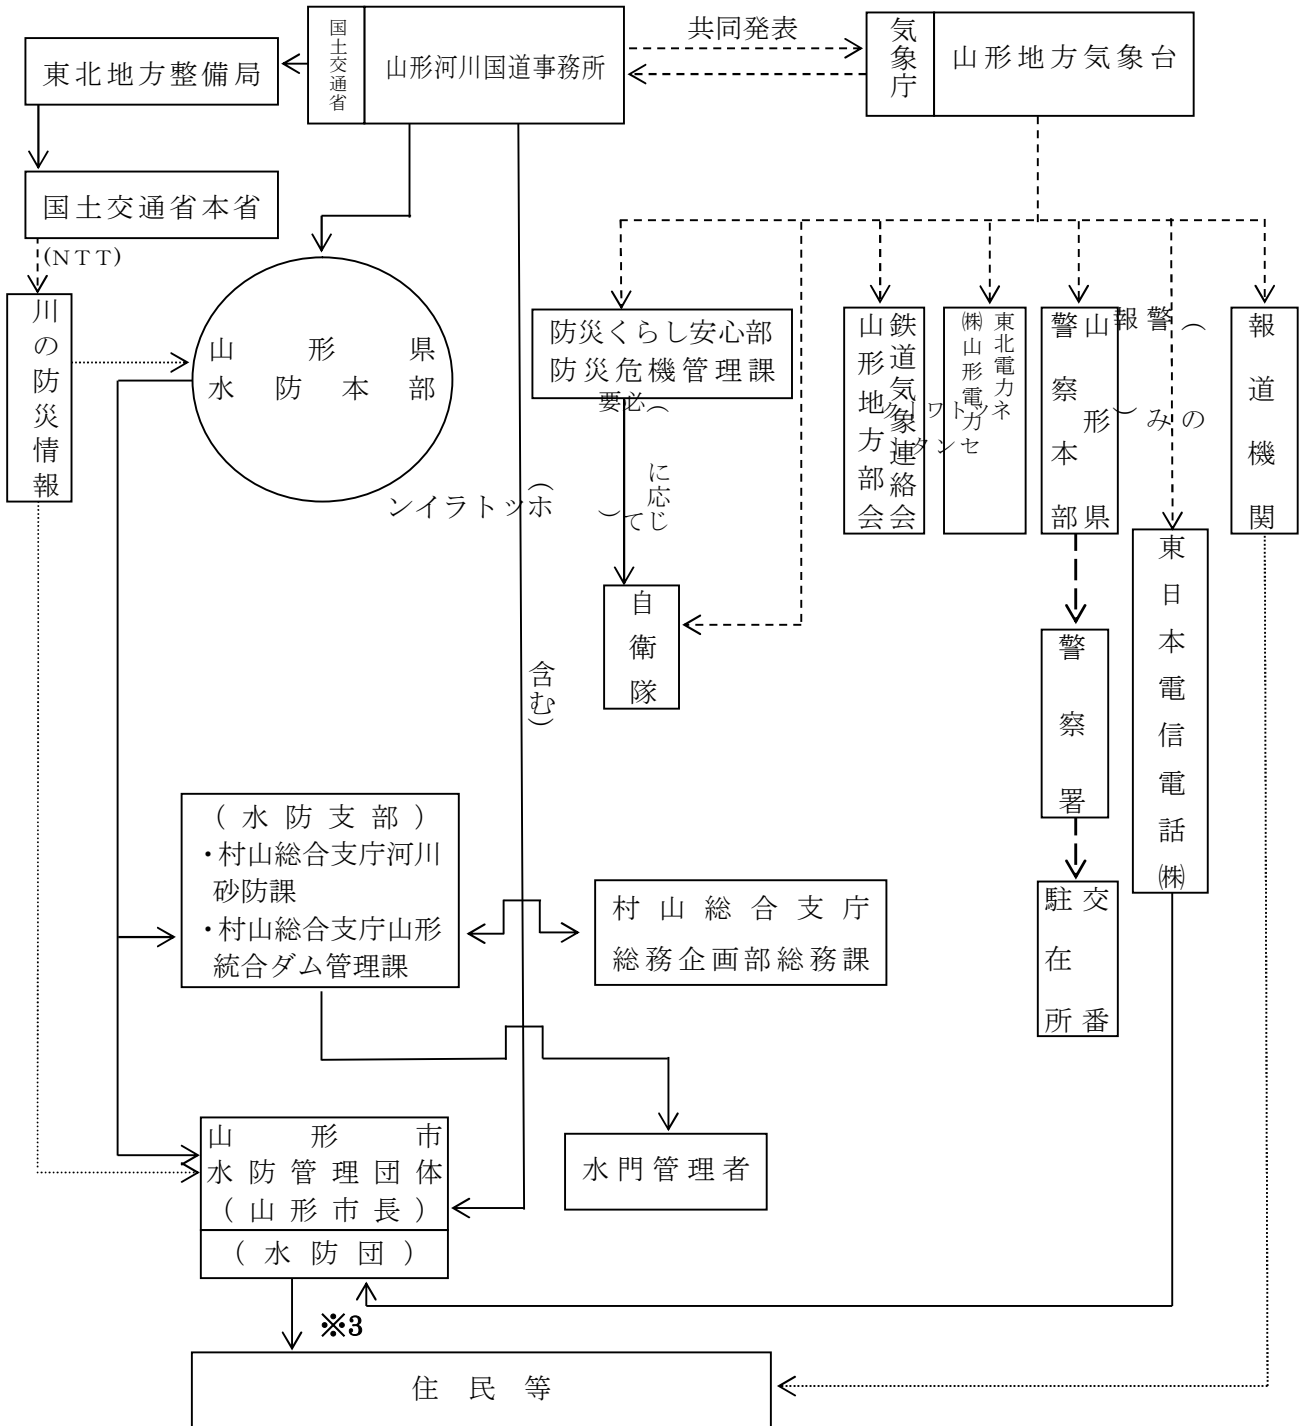 国土交通省
山形河川国道事務所
共同発表
気象庁
山形地方気象台
東北地方整備局
国土交通省本省
(NTT)
川の防災情報
山形県
水防本部
防災くらし安心部
防災危機管理課
(必要に応じて)
自衛隊
鉄道気象連絡会
山形地方部会
東北電力ネットワーク
㈱山形電力センター
山形県
警察本部
(警報のみ)
報道機関
(ホットライン含む)
警察署
交番
駐在所
東日本電信電話㈱
(水防支部)
・村山総合支庁河川
砂防課
・村山総合支庁山形
統合ダム管理課
村山総合支庁
総務企画部総務課
水門管理者
山形市
水防管理団体
(山形市長)
(水防団)
※3
住民等